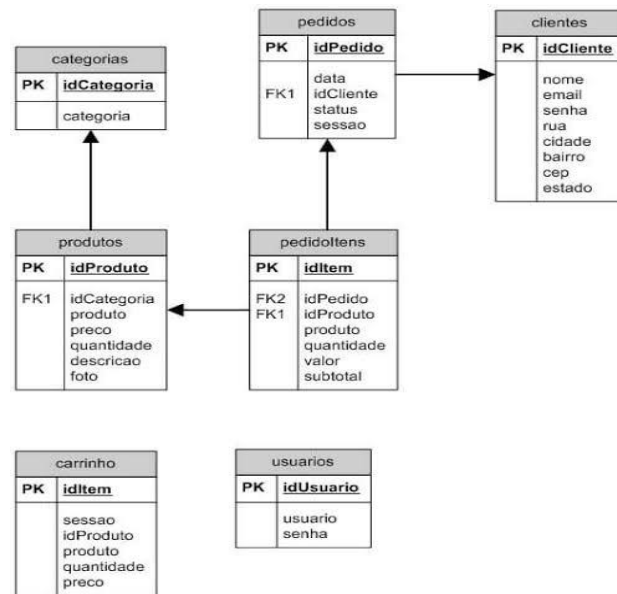 categorias
PK idCategoria
categoria
pedidos
PK idPedido
data
FK1 idCliente
status
sessao
clientes
PK idCliente
nome
email
senha
rua
cidade
bairro
cep
estado
produtos
PK idProduto
FK1 idCategoria
produto
preco
quantidade
descricao
foto
pedidoItens
PK idItem
FK2 idPedido
FK1 idProduto
produto
quantidade
valor
subtotal
carrinho
PK idItem
sessao
idProduto
produto
quantidade
preco
usuarios
PK idUsuario
usuario
senha